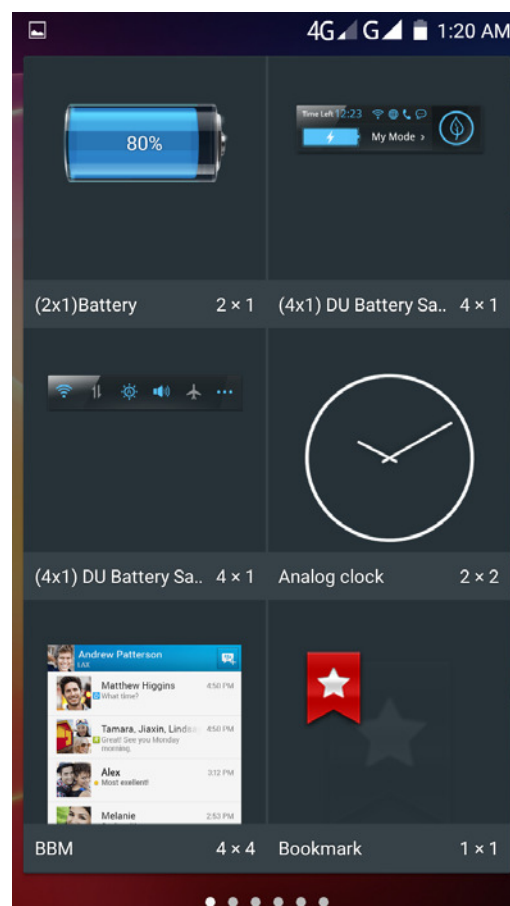 4G G 1:20 AM
80%
Time Left 12:23
My Mode >
(2x1)Battery 2 × 1
(4x1) DU Battery Sa.. 4 × 1
(4x1) DU Battery Sa.. 4 × 1
Analog clock 2 × 2
Andrew Patterson
LAX
Matthew Higgins 4:50 PM
What time?
Tamara, Jiaxin, Lindsa 4:50 PM
Great! See you Monday
morning.
Alex 3:12 PM
Most exellent!
Melanie 2:53 PM
BBM 4 × 4
Bookmark 1 × 1